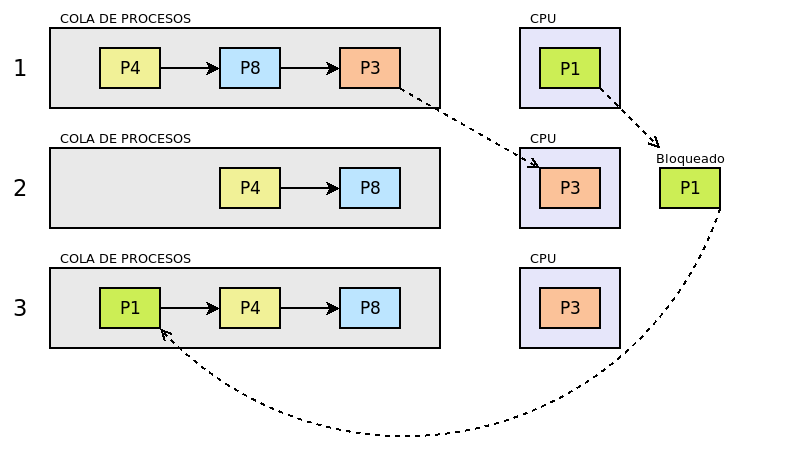 COLA DE PROCESOS CPU
1 P4 P8 P3 P1
COLA DE PROCESOS CPU
Bloqueado
2 P4 P8 P3 P1
COLA DE PROCESOS CPU
3 P1 P4 P8 P3